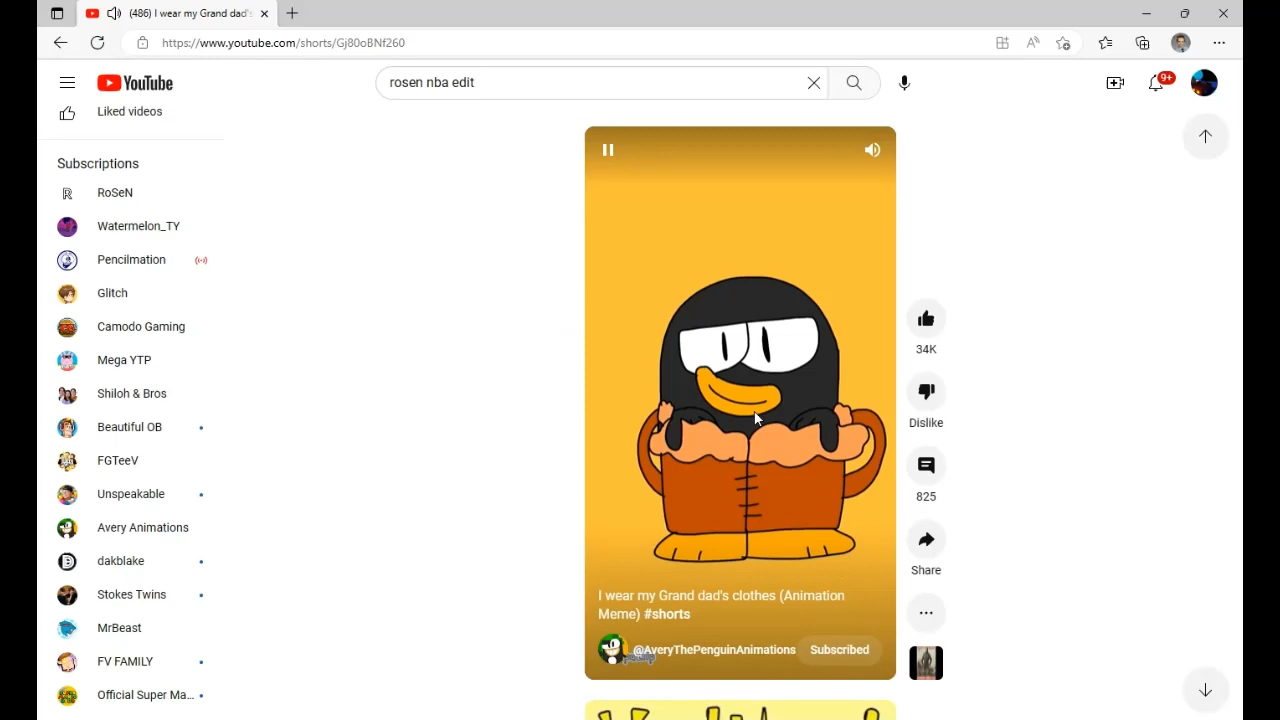 (486) I wear my Grand dad's
https://www.youtube.com/shorts/Gj80oBNf260
YouTube
rosen nba edit
9+
Liked videos
Subscriptions
R
RoSeN
Watermelon_TY
Pencilmation
Glitch
Camodo Gaming
Mega YTP
Shiloh & Bros
Beautiful OB
FGTeeV
Unspeakable
Avery Animations
dakblake
Stokes Twins
MrBeast
FV FAMILY
Official Super Ma...
34K
Dislike
825
Share
I wear my Grand dad's clothes (Animation
Meme) #shorts
@AveryThePenguinAnimations
Subscribed